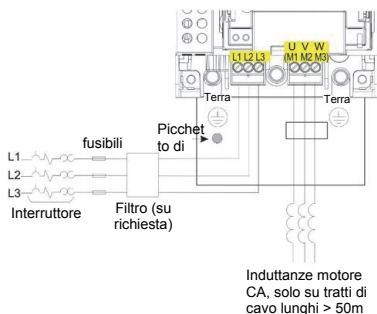 U V W
L1 L2 L3
(M1 M2 M3)
Terra
Terra
Picchet
to di
fusibili
L1
L2
L3
Interruttore
Filtro (su
richiesta)
Induttanze motore
CA, solo su tratti di
cavo lunghi > 50m